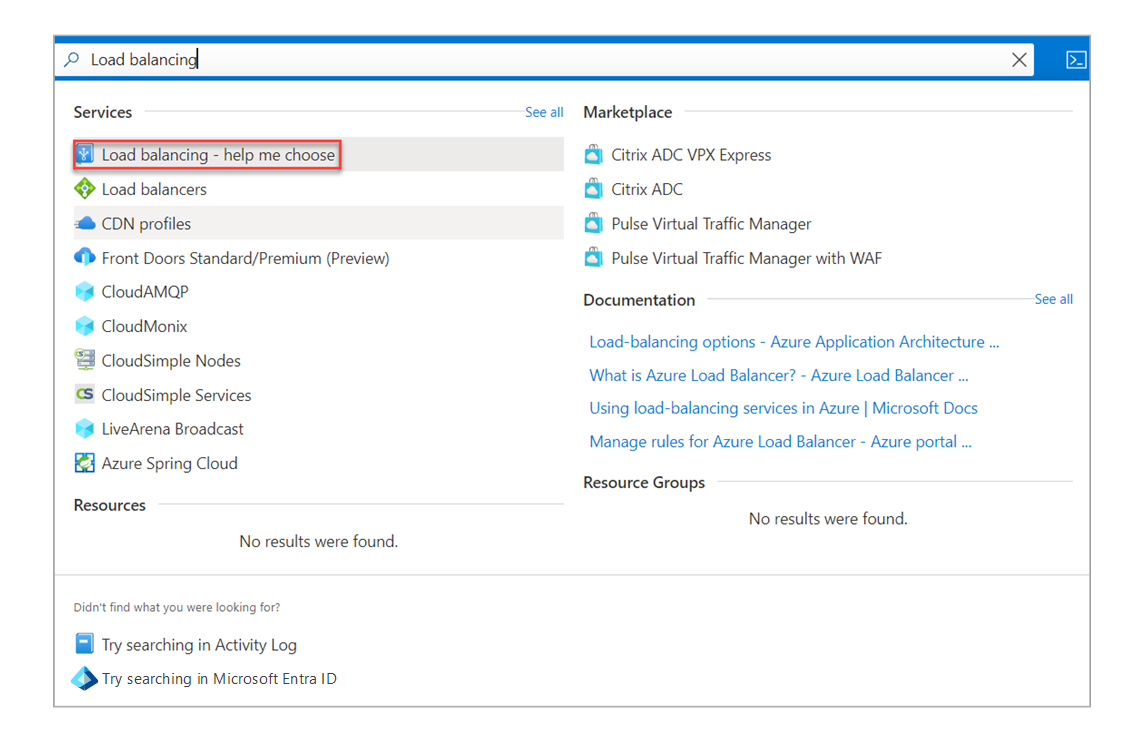 Load balancing
Services
See all
Load balancing - help me choose
Load balancers
CDN profiles
Front Doors Standard/Premium (Preview)
CloudAMQP
CloudMonix
CS
CloudSimple Nodes
CS
CloudSimple Services
LiveArena Broadcast
Azure Spring Cloud
Resources
No results were found.
Marketplace
Citrix ADC VPX Express
Citrix ADC
Pulse Virtual Traffic Manager
Pulse Virtual Traffic Manager with WAF
Documentation
See all
Load-balancing options - Azure Application Architecture ...
What is Azure Load Balancer? - Azure Load Balancer ...
Using load-balancing services in Azure | Microsoft Docs
Manage rules for Azure Load Balancer - Azure portal ...
Resource Groups
No results were found.
Didn't find what you were looking for?
Try searching in Activity Log
Try searching in Microsoft Entra ID